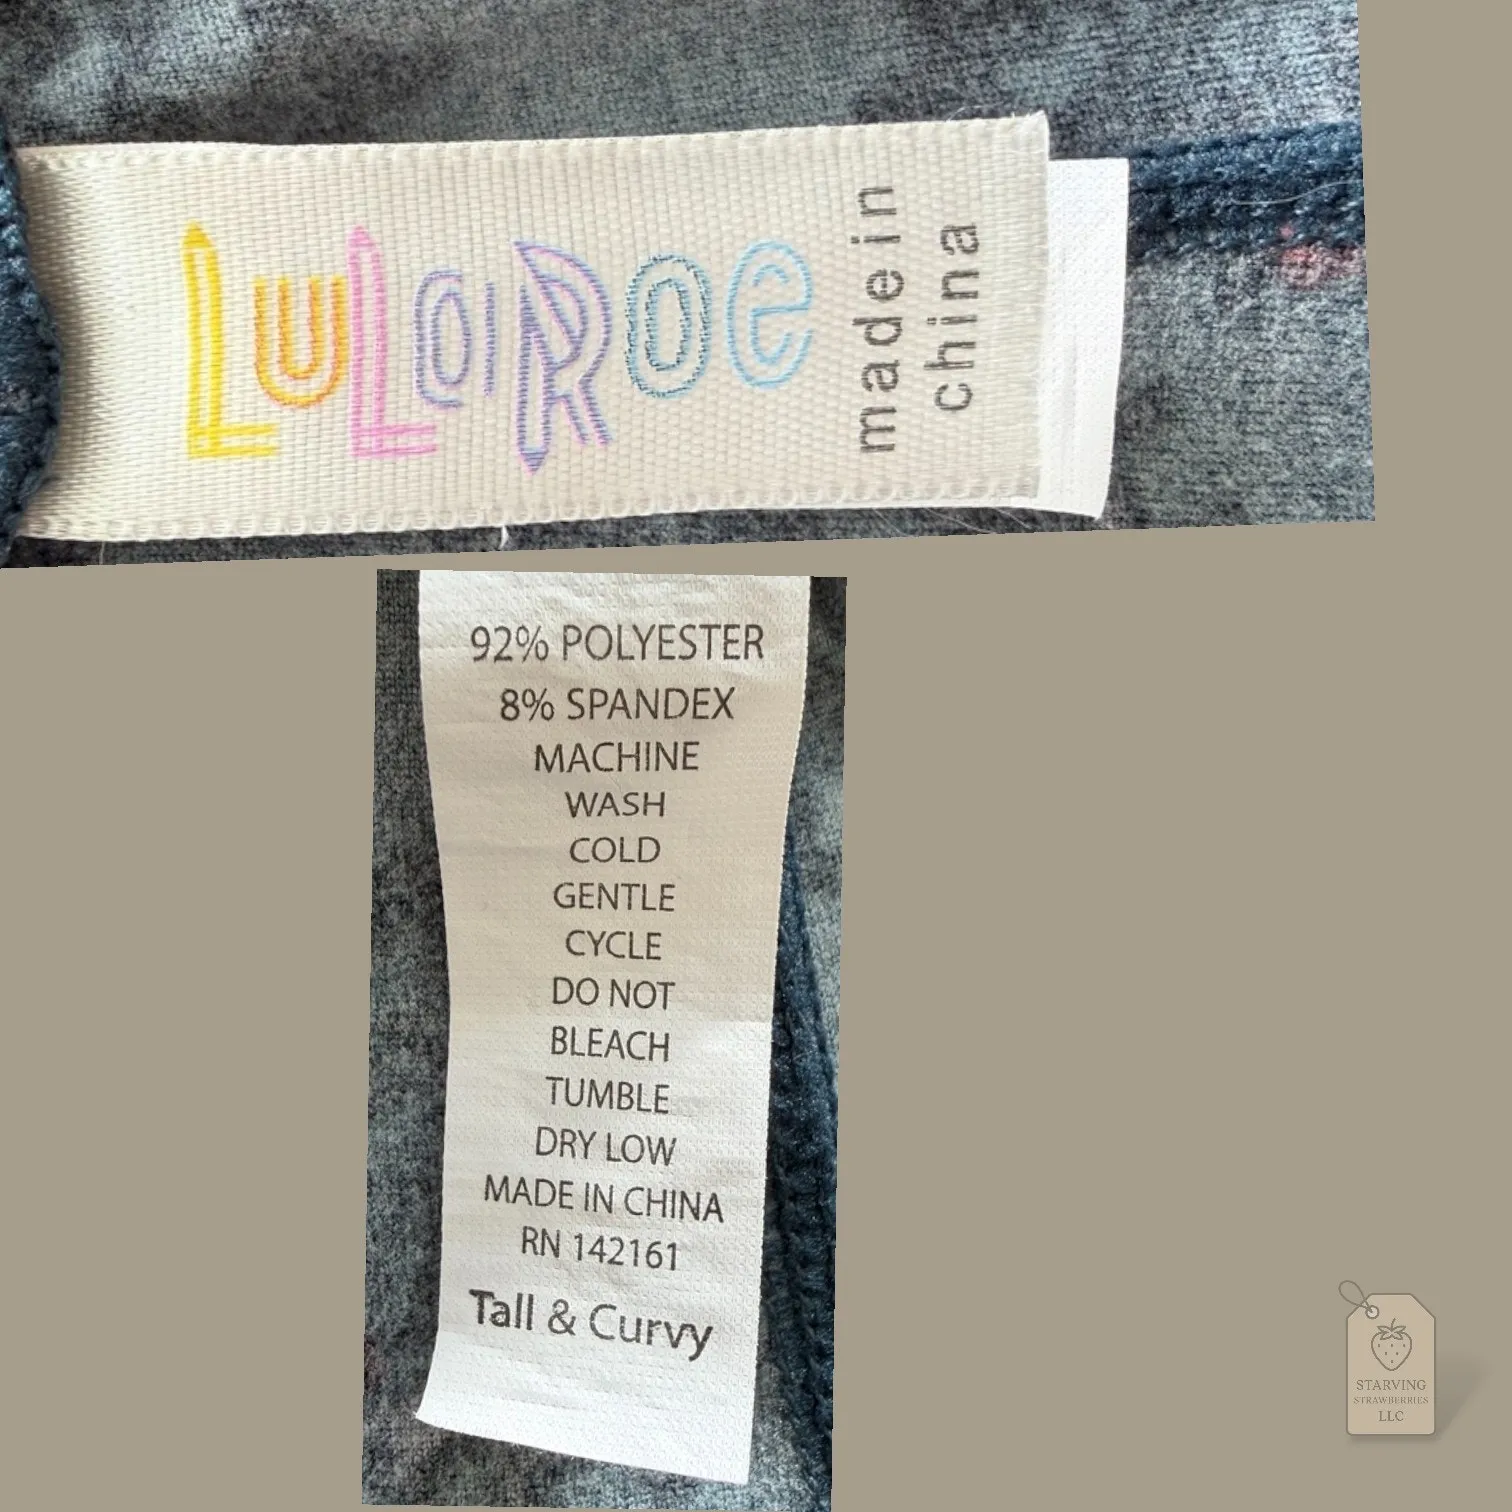 LuLaRoe
made in
china
92% POLYESTER
8% SPANDEX
MACHINE
WASH
COLD
GENTLE
CYCLE
DO NOT
BLEACH
TUMBLE
DRY LOW
MADE IN CHINA
RN 142161
Tall & Curvy
STARVING
STRAWBERRIES
LLC